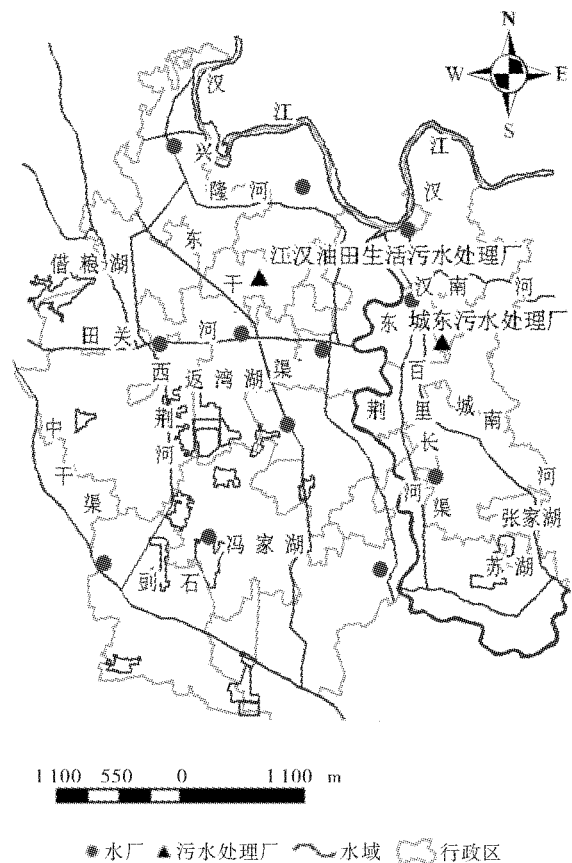 N
W E
S
汉江
江汉
兴隆河
东干渠
借粮湖
江汉油田生活污水处理厂
汉南河
田关河
东荆河
城东污水处理厂
西荆河
返湾湖
百里长渠
城南河
中干渠
张家湖
冯家湖
苏湖
剅石
1 100 550 0 1 100 m
水厂 污水处理厂 水域 行政区